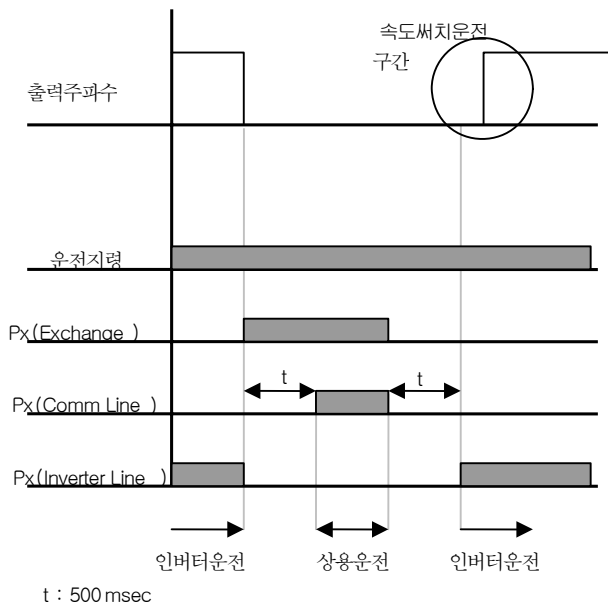 속도써치운전
구간
출력주파수
운전지령
Px(Exchange )
t
t
Px(Comm Line )
Px(Inverter Line )
인버터운전
상용운전
인버터운전
t : 500 msec